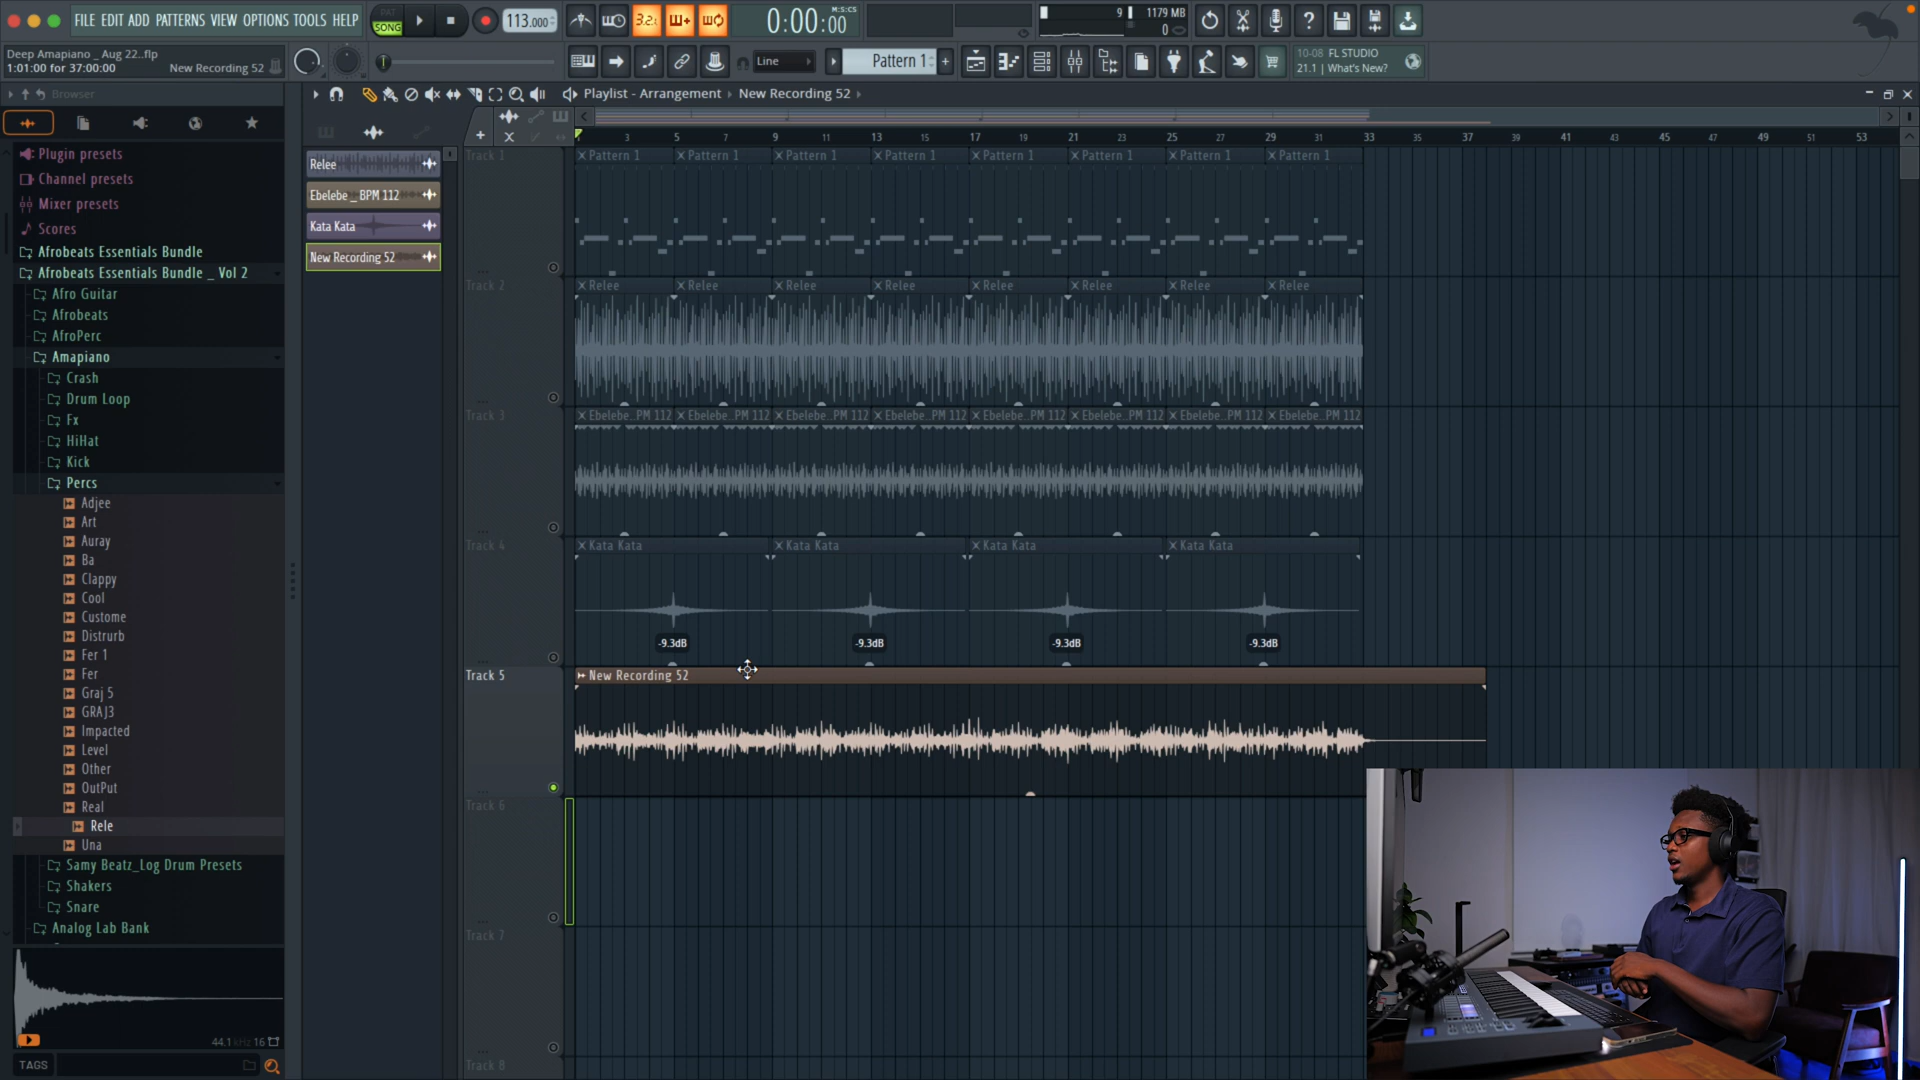 FILE EDIT ADD PATTERNS VIEW OPTIONS TOOLS HELP
PAT
SONG
113.000
3.2.
0:00:00
M:S:CS
9
1179 MB
0
Deep Amapiano _ Aug 22..flp
1:01:00 for 37:00:00
New Recording 52
Line
Pattern 1
10-08 FL STUDIO
21.1 | What's New?
Browser
Playlist - Arrangement › New Recording 52 ›
Plugin presets
Channel presets
Mixer presets
Scores
Afrobeats Essentials Bundle
Afrobeats Essentials Bundle _ Vol 2
Afro Guitar
Afrobeats
AfroPerc
Amapiano
Crash
Drum Loop
Fx
HiHat
Kick
Percs
Adjee
Art
Auray
Ba
Clappy
Cool
Custome
Distrurb
Fer 1
Fer
Graj 5
GRAJ3
Impacted
Level
Other
OutPut
Real
Rele
Una
Samy Beatz_Log Drum Presets
Shakers
Snare
Analog Lab Bank
44.1 kHz 16
TAGS
Relee
Ebelebe _ BPM 112
Kata Kata
New Recording 52
3 5 7 9 11 13 15 17 19 21 23 25 27 29 31 33 35 37 39 41 43 45 47 49 51 53
Track 1
Pattern 1 Pattern 1 Pattern 1 Pattern 1 Pattern 1 Pattern 1 Pattern 1 Pattern 1
Track 2
Relee Relee Relee Relee Relee Relee Relee Relee
Track 3
Ebelebe..PM 112 Ebelebe..PM 112 Ebelebe..PM 112 Ebelebe..PM 112 Ebelebe..PM 112 Ebelebe..PM 112 Ebelebe..PM 112 Ebelebe..PM 112
Track 4
Kata Kata Kata Kata Kata Kata Kata Kata
-9.3dB -9.3dB -9.3dB -9.3dB
Track 5
New Recording 52
Track 6
Track 7
Track 8